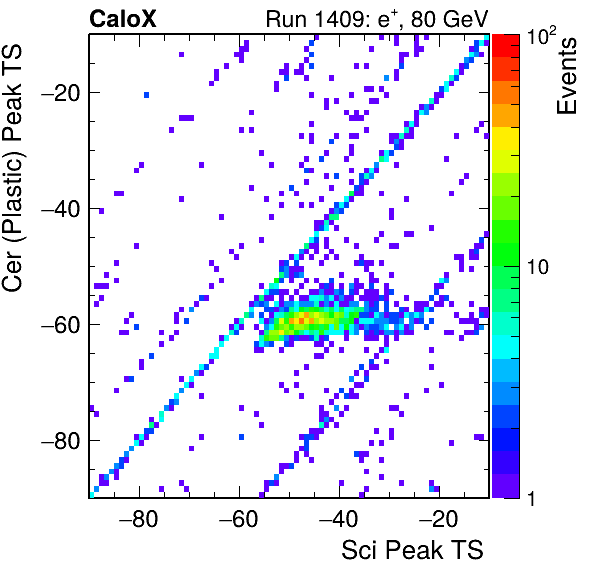 CaloX Run 1409: e⁺, 80 GeV
Cer (Plastic) Peak TS
−20
−40
−60
−80
−80 −60 −40 −20
Sci Peak TS
10²
10
1
Events